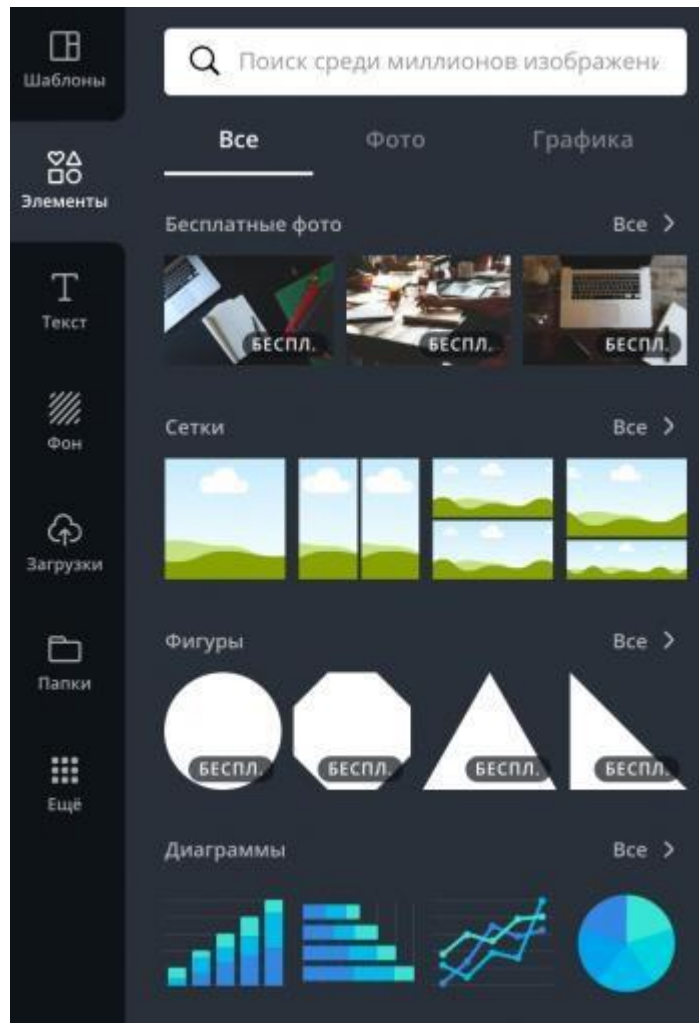 Шаблоны
Элементы
Текст
Фон
Загрузки
Папки
Ещё
Поиск среди миллионов изображени
Все Фото Графика
Бесплатные фото Все
БЕСПЛ. БЕСПЛ. БЕСПЛ.
Сетки Все
Фигуры Все
БЕСПЛ. БЕСПЛ. БЕСПЛ. БЕСПЛ.
Диаграммы Все